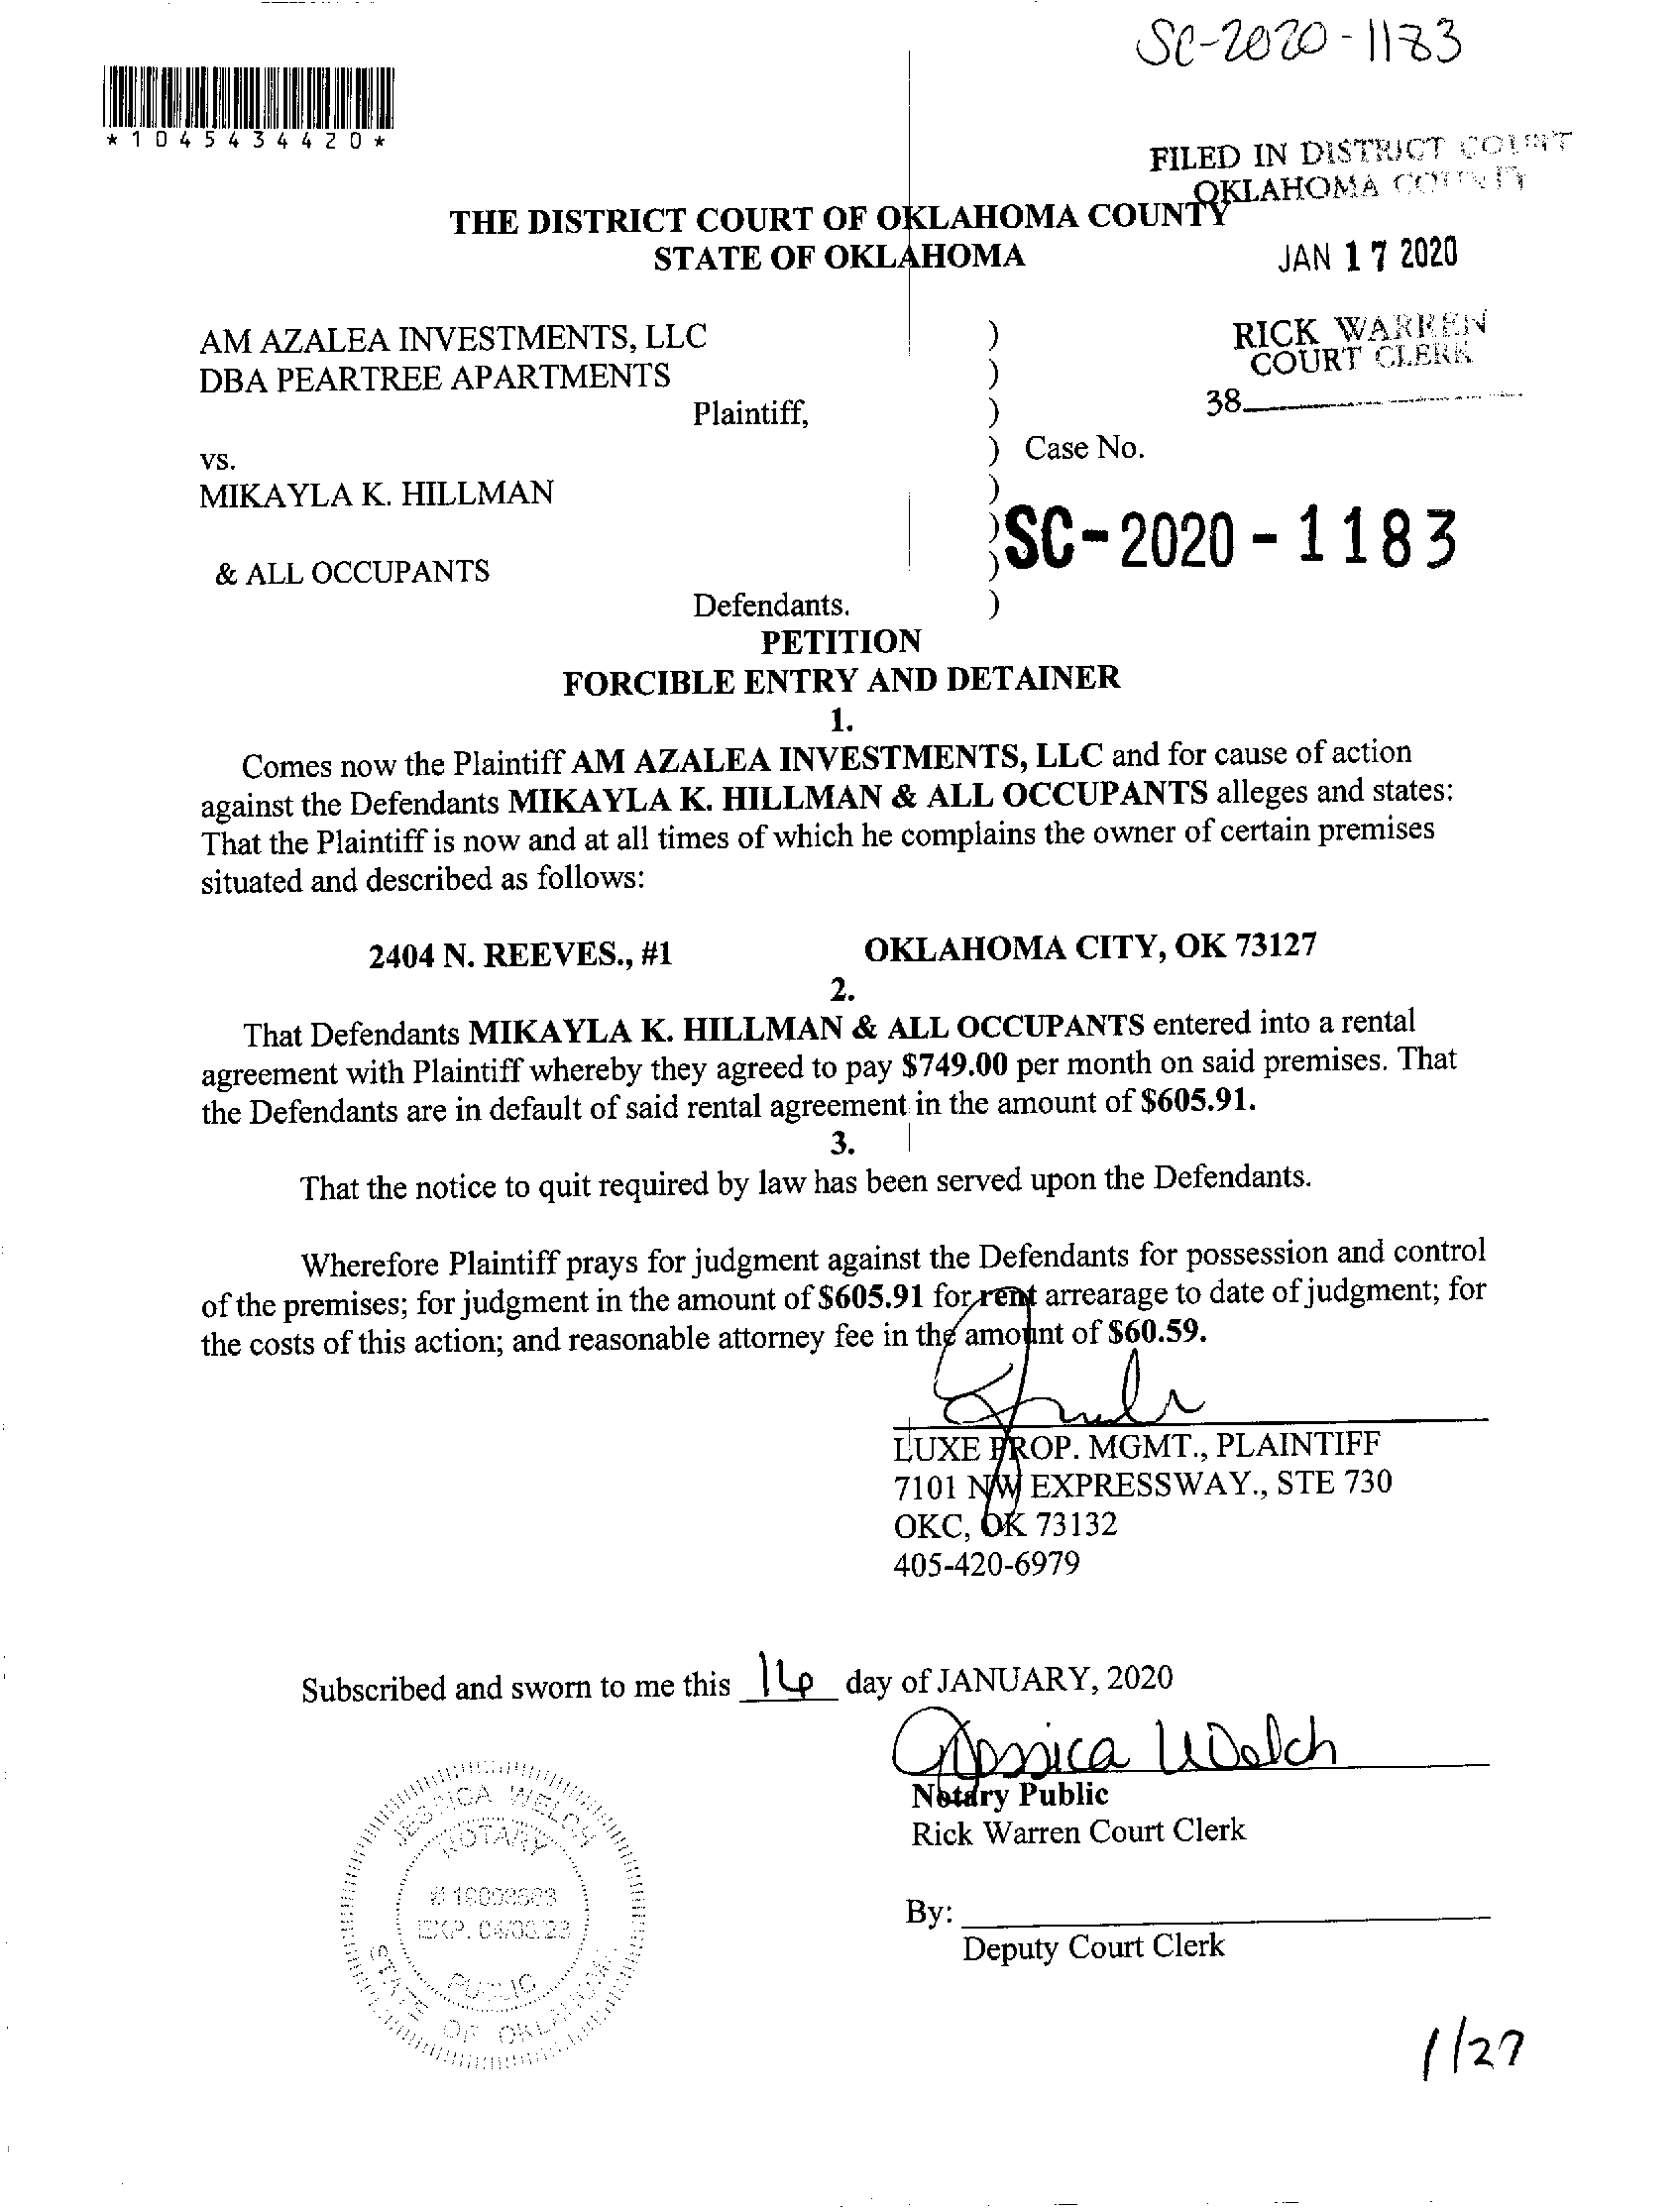 SC-2020-1183
*1045434420*
FILED IN DISTRICT COURT
OKLAHOMA COUNTY
THE DISTRICT COURT OF OKLAHOMA COUNTY
STATE OF OKLAHOMA
JAN 17 2020
AM AZALEA INVESTMENTS, LLC )
DBA PEARTREE APARTMENTS )
Plaintiff, )
RICK WARREN
COURT CLERK
38
vs. ) Case No.
MIKAYLA K. HILLMAN )
) SC-2020-1183
& ALL OCCUPANTS )
Defendants. )
PETITION
FORCIBLE ENTRY AND DETAINER
1.
Comes now the Plaintiff AM AZALEA INVESTMENTS, LLC and for cause of action
against the Defendants MIKAYLA K. HILLMAN & ALL OCCUPANTS alleges and states:
That the Plaintiff is now and at all times of which he complains the owner of certain premises
situated and described as follows:
2404 N. REEVES., #1 OKLAHOMA CITY, OK 73127
2.
That Defendants MIKAYLA K. HILLMAN & ALL OCCUPANTS entered into a rental
agreement with Plaintiff whereby they agreed to pay $749.00 per month on said premises. That
the Defendants are in default of said rental agreement in the amount of $605.91.
3.
That the notice to quit required by law has been served upon the Defendants.
Wherefore Plaintiff prays for judgment against the Defendants for possession and control
of the premises; for judgment in the amount of $605.91 for rent arrearage to date of judgment; for
the costs of this action; and reasonable attorney fee in the amount of $60.59.
LUXE PROP. MGMT., PLAINTIFF
7101 NW EXPRESSWAY., STE 730
OKC, OK 73132
405-420-6979
Subscribed and sworn to me this 16 day of JANUARY, 2020
Jessica Welch
Notary Public
Rick Warren Court Clerk
By:
Deputy Court Clerk
JESSICA WELCH
NOTARY
PUBLIC
STATE OF OKLAHOMA
1/27